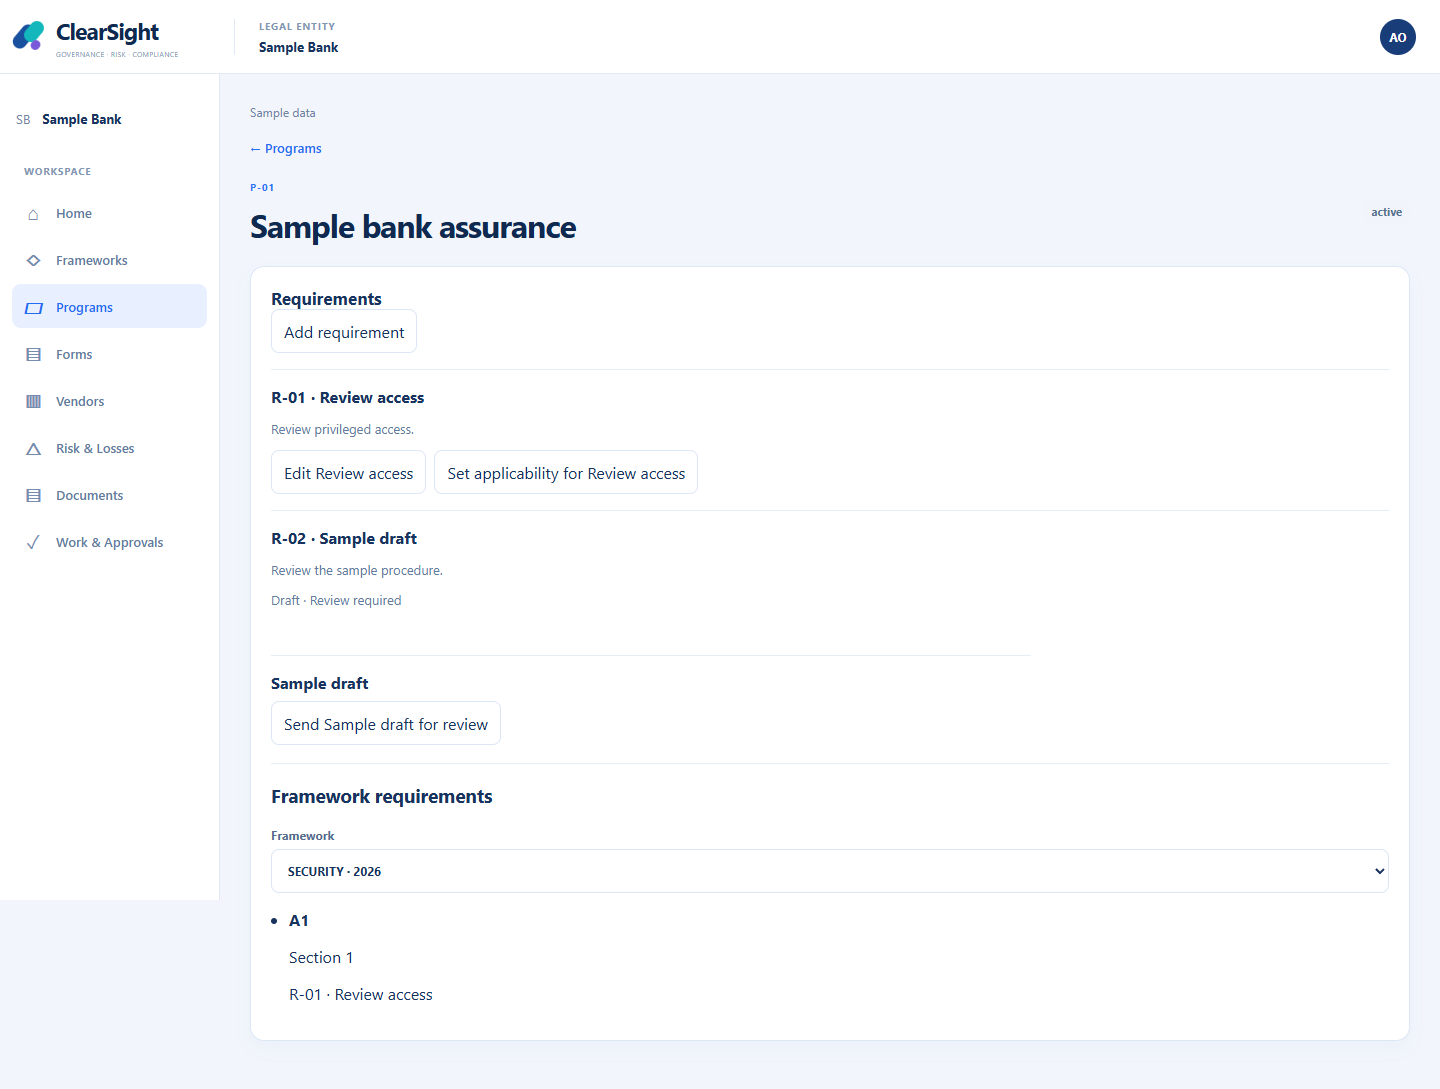 ClearSight
GOVERNANCE · RISK · COMPLIANCE
LEGAL ENTITY
Sample Bank
AO
SB Sample Bank
WORKSPACE
Home
Frameworks
Programs
Forms
Vendors
Risk & Losses
Documents
Work & Approvals
Sample data
← Programs
P-01
Sample bank assurance
active
Requirements
Add requirement
R-01 · Review access
Review privileged access.
Edit Review access
Set applicability for Review access
R-02 · Sample draft
Review the sample procedure.
Draft · Review required
Sample draft
Send Sample draft for review
Framework requirements
Framework
SECURITY · 2026
• A1
Section 1
R-01 · Review access